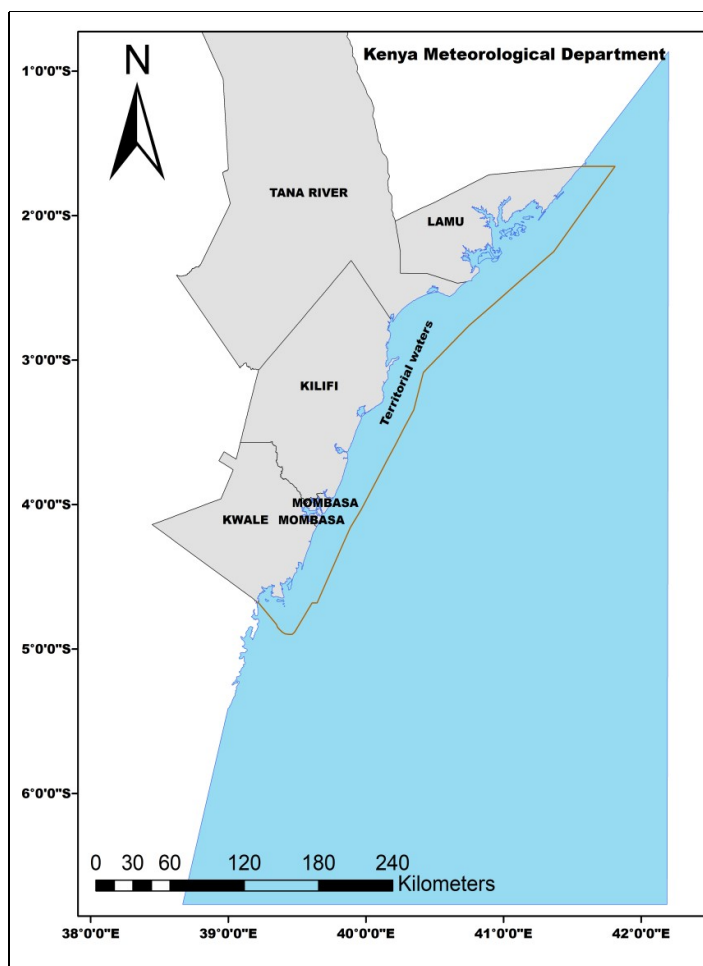 Kenya Meteorological Department
N
1°0'0"S
2°0'0"S
3°0'0"S
4°0'0"S
5°0'0"S
6°0'0"S
TANA RIVER
LAMU
Territorial waters
KILIFI
MOMBASA
KWALE MOMBASA
0 30 60 120 180 240
Kilometers
38°0'0"E 39°0'0"E 40°0'0"E 41°0'0"E 42°0'0"E